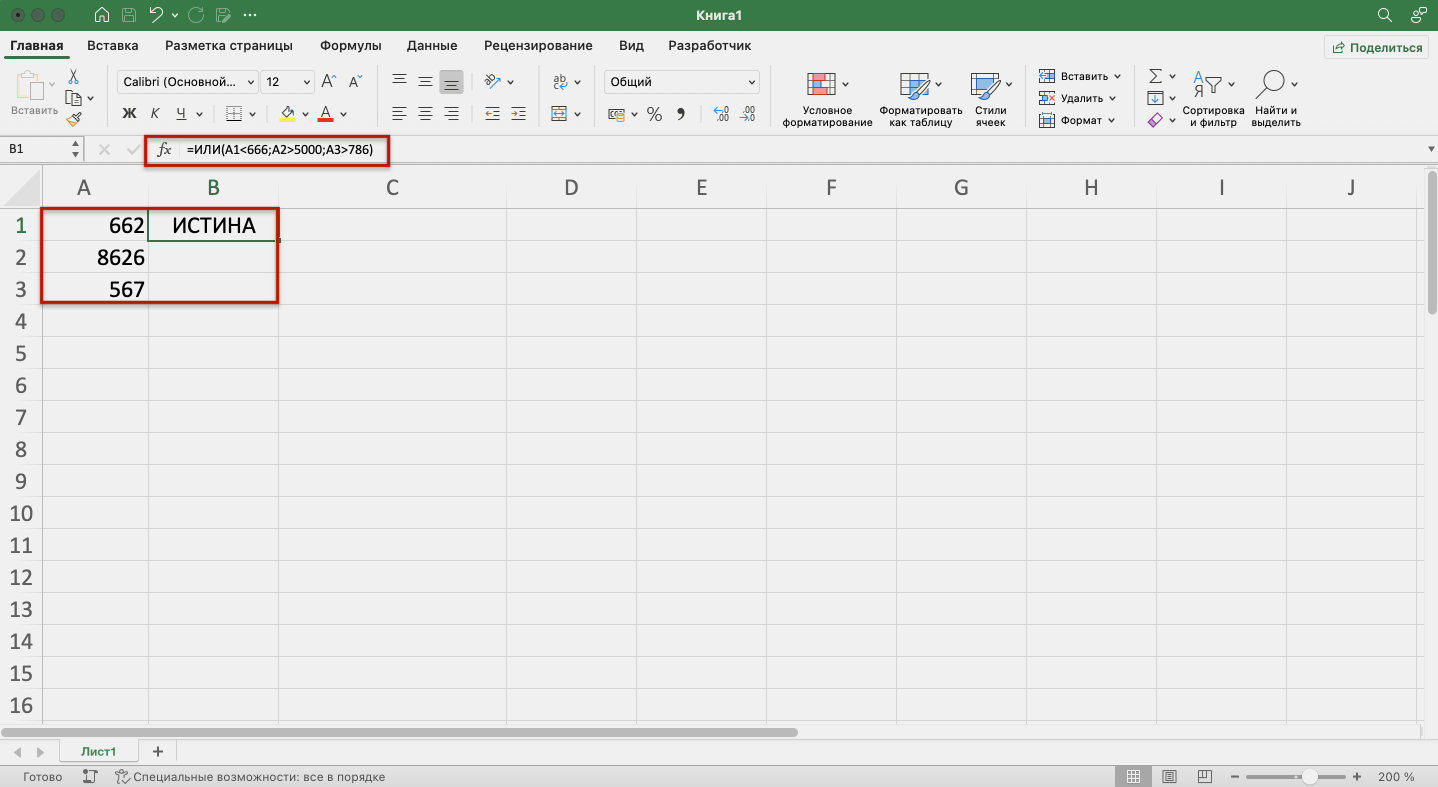 Книга1
Главная Вставка Разметка страницы Формулы Данные Рецензирование Вид Разработчик Поделиться
Вставить Calibri (Основной... 12 Общий Условное форматирование Форматировать как таблицу Стили ячеек Вставить Удалить Формат Сортировка и фильтр Найти и выделить
Ж К Ч
B1 fx =ИЛИ(A1<666;A2>5000;A3>786)
A B C D E F G H I J
1 662 ИСТИНА
2 8626
3 567
4
5
6
7
8
9
10
11
12
13
14
15
16
Лист1
Готово Специальные возможности: все в порядке 200 %